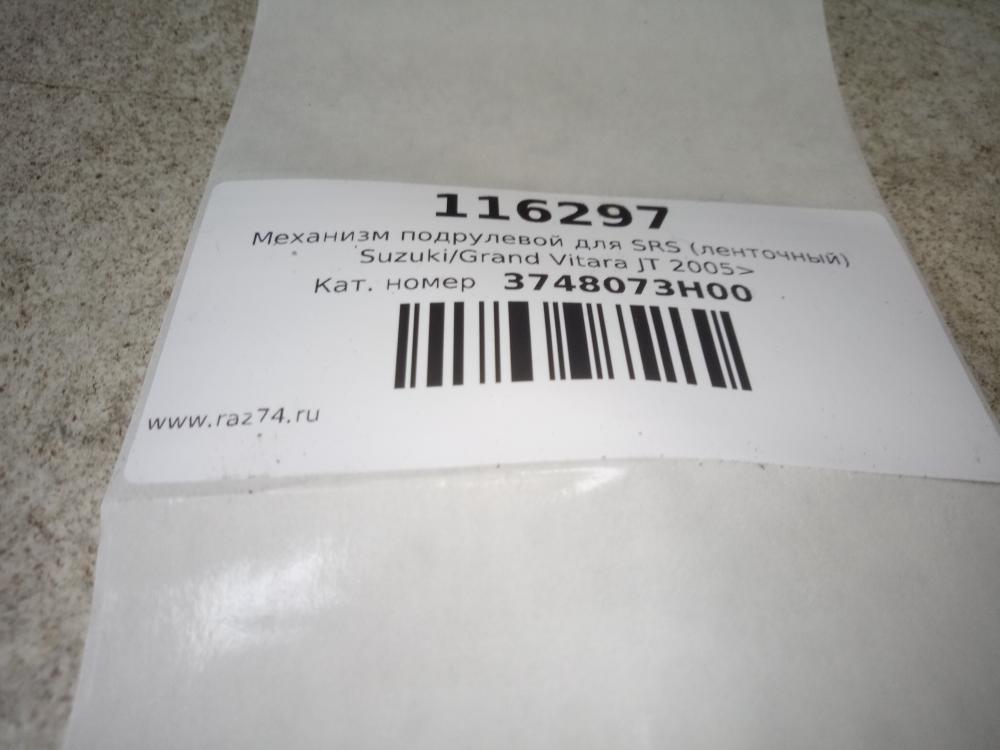 116297
Механизм подрулевой для SRS (ленточный)
Suzuki/Grand Vitara JT 2005>
Кат. номер 3748073H00
www.raz74.ru